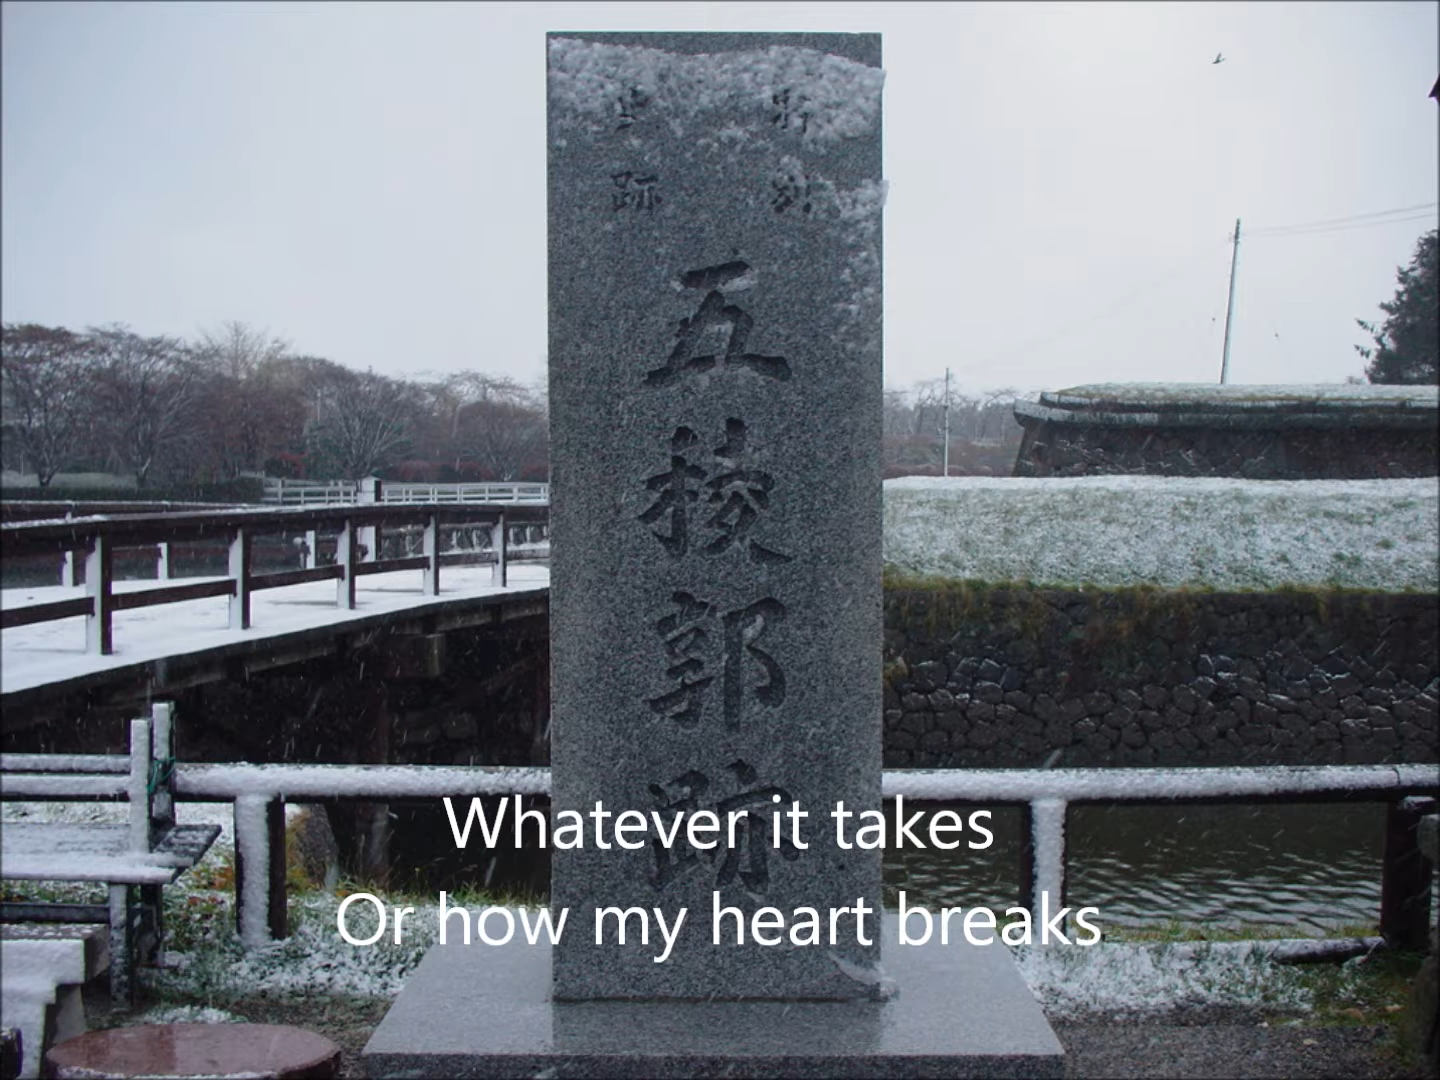 特別
史跡
五稜郭跡
Whatever it takes
Or how my heart breaks